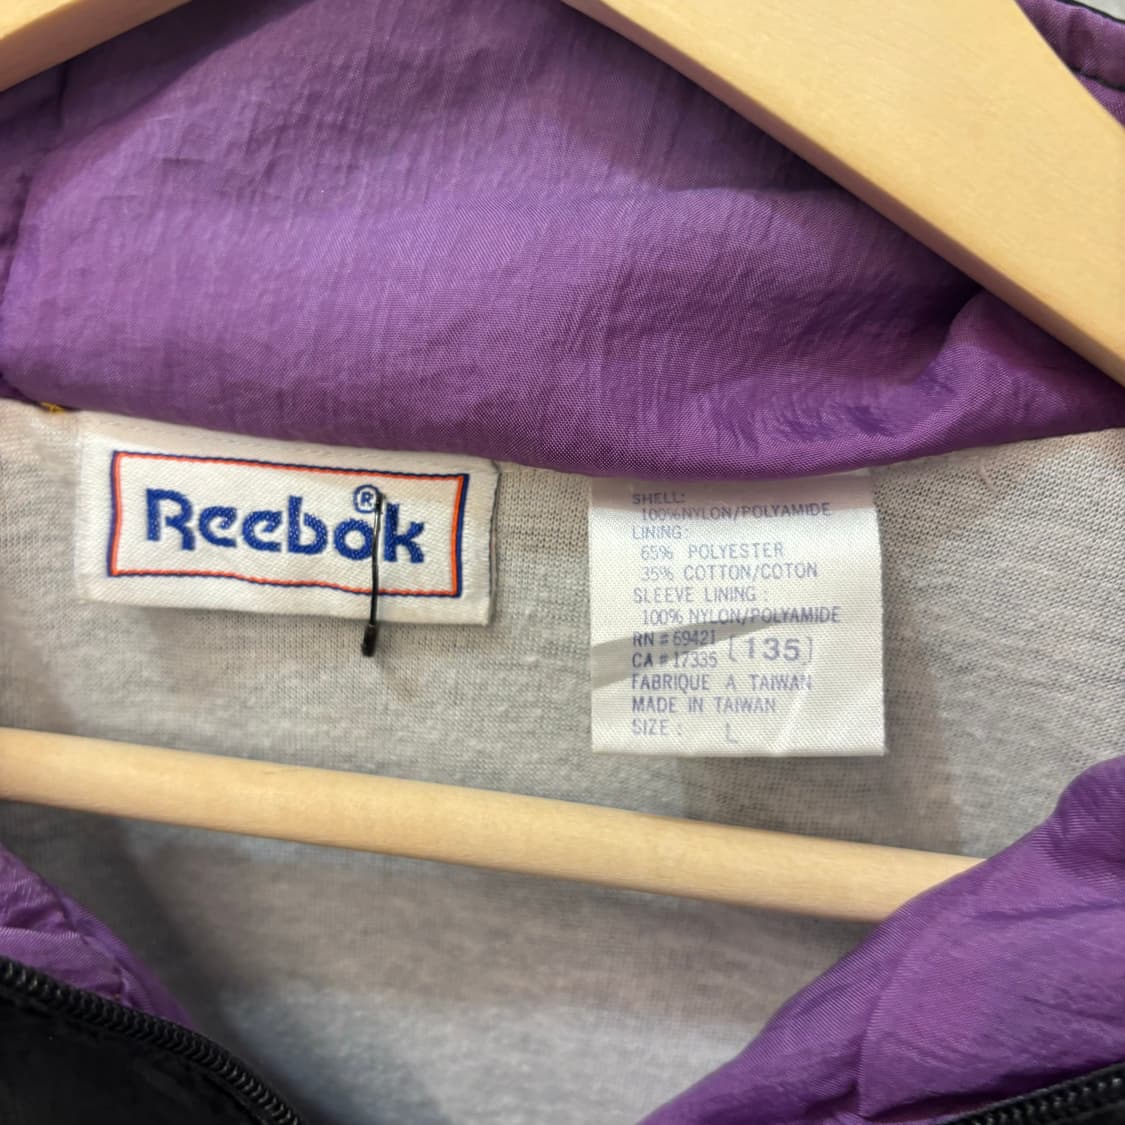 Reebok®
SHELL:
100%NYLON/POLYAMIDE
LINING:
65% POLYESTER
35% COTTON/COTON
SLEEVE LINING :
100% NYLON/POLYAMIDE
RN # 69421
CA # 17335 [135]
FABRIQUE A TAIWAN
MADE IN TAIWAN
SIZE : L